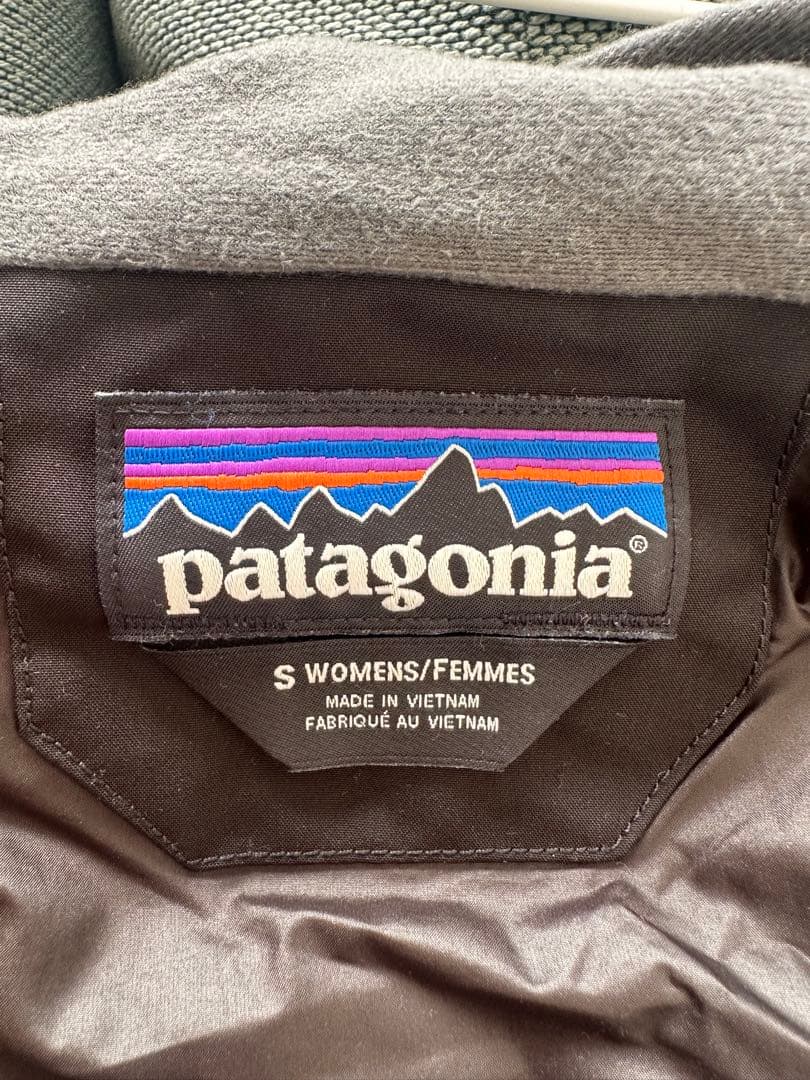 patagonia®
S WOMENS/FEMMES
MADE IN VIETNAM
FABRIQUÉ AU VIETNAM